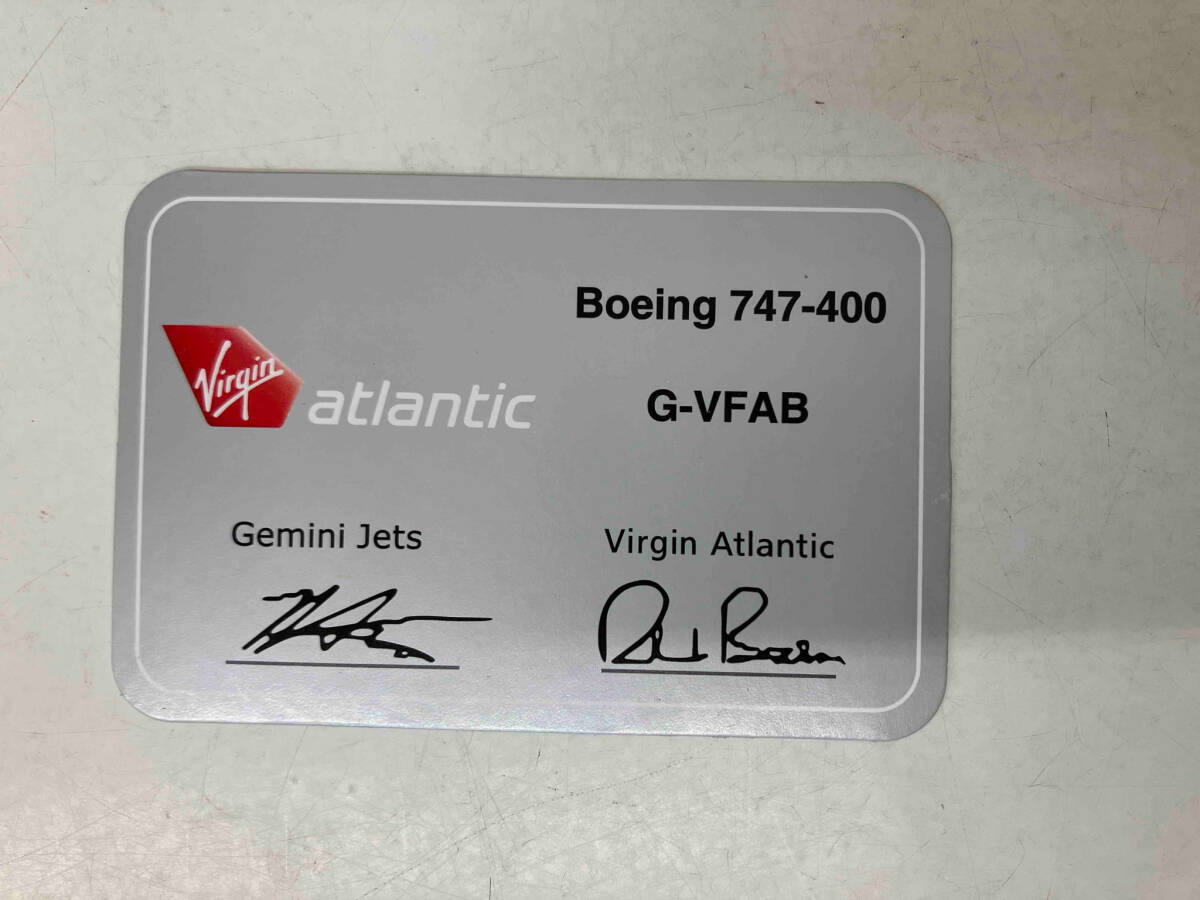 Boeing 747-400
Virgin atlantic
G-VFAB
Gemini Jets
Virgin Atlantic